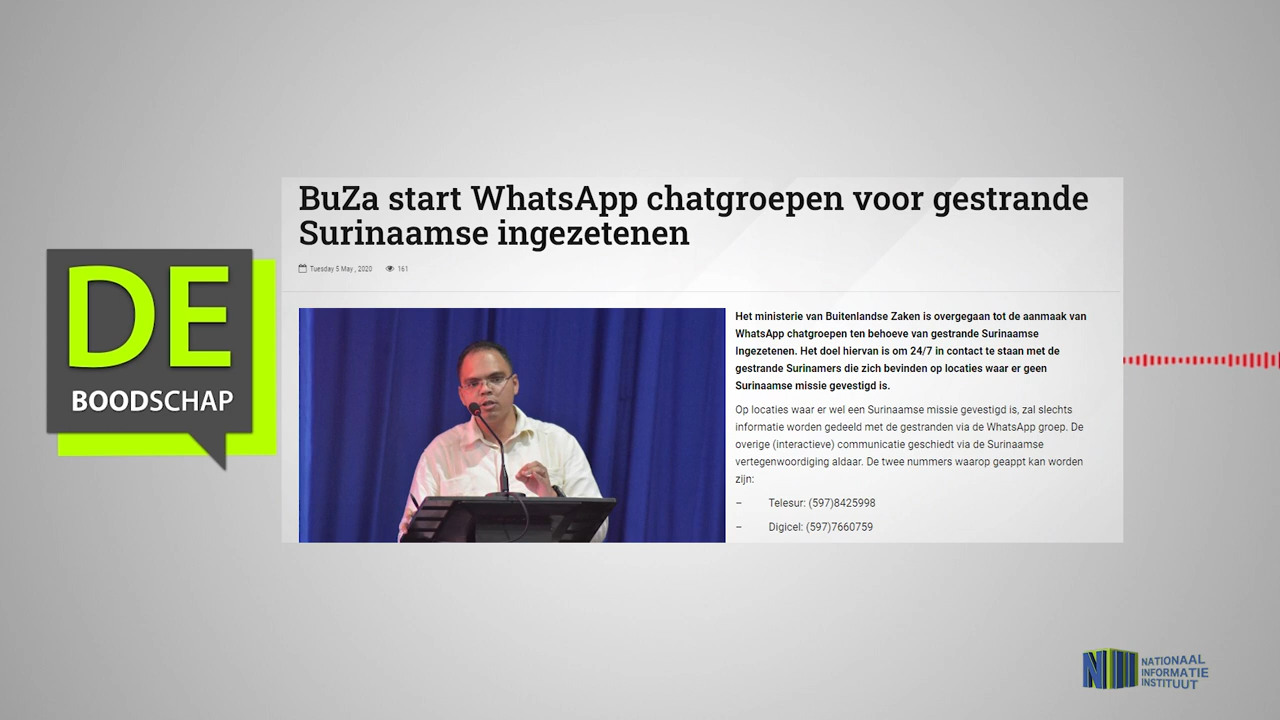 BuZa start WhatsApp chatgroepen voor gestrande
Surinaamse ingezetenen
Tuesday 5 May , 2020 161
DE
BOODSCHAP
Het ministerie van Buitenlandse Zaken is overgegaan tot de aanmaak van
WhatsApp chatgroepen ten behoeve van gestrande Surinaamse
Ingezetenen. Het doel hiervan is om 24/7 in contact te staan met de
gestrande Surinamers die zich bevinden op locaties waar er geen
Surinaamse missie gevestigd is.
Op locaties waar er wel een Surinaamse missie gevestigd is, zal slechts
informatie worden gedeeld met de gestranden via de WhatsApp groep. De
overige (interactieve) communicatie geschiedt via de Surinaamse
vertegenwoordiging aldaar. De twee nummers waarop geappt kan worden
zijn:
– Telesur: (597)8425998
– Digicel: (597)7660759
NII
NATIONAAL
INFORMATIE
INSTITUUT